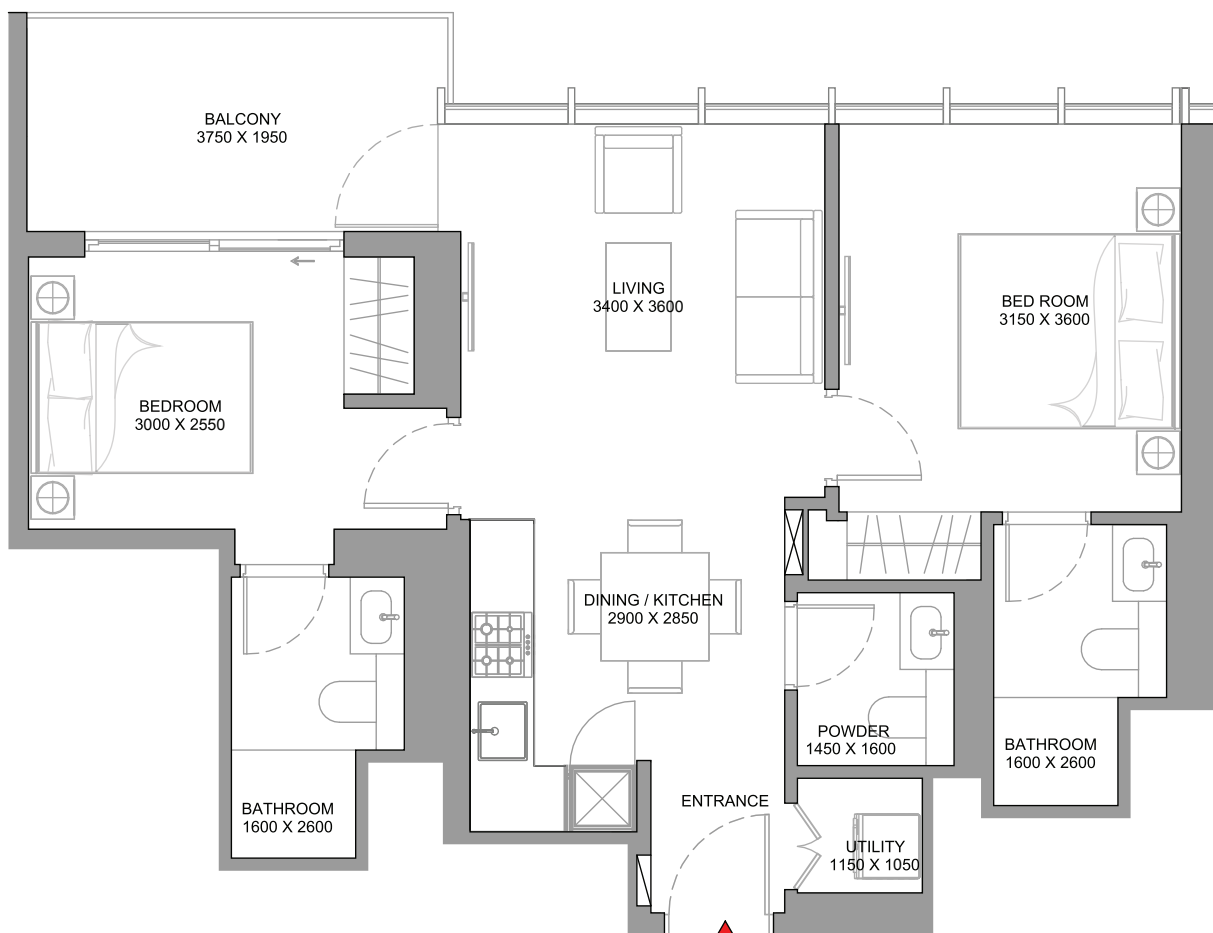 BALCONY
3750 X 1950
LIVING
3400 X 3600
BED ROOM
3150 X 3600
BEDROOM
3000 X 2550
DINING / KITCHEN
2900 X 2850
POWDER
1450 X 1600
BATHROOM
1600 X 2600
ENTRANCE
BATHROOM
1600 X 2600
UTILITY
1150 X 1050